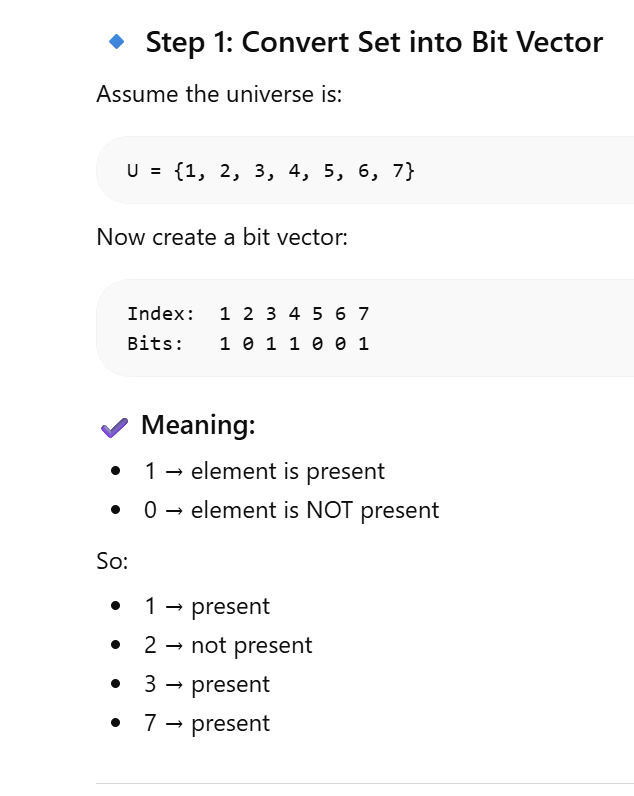 Step 1: Convert Set into Bit Vector
Assume the universe is:
U = {1, 2, 3, 4, 5, 6, 7}
Now create a bit vector:
Index:  1 2 3 4 5 6 7
Bits:   1 0 1 1 0 0 1
Meaning:
• 1 → element is present
• 0 → element is NOT present
So:
• 1 → present
• 2 → not present
• 3 → present
• 7 → present